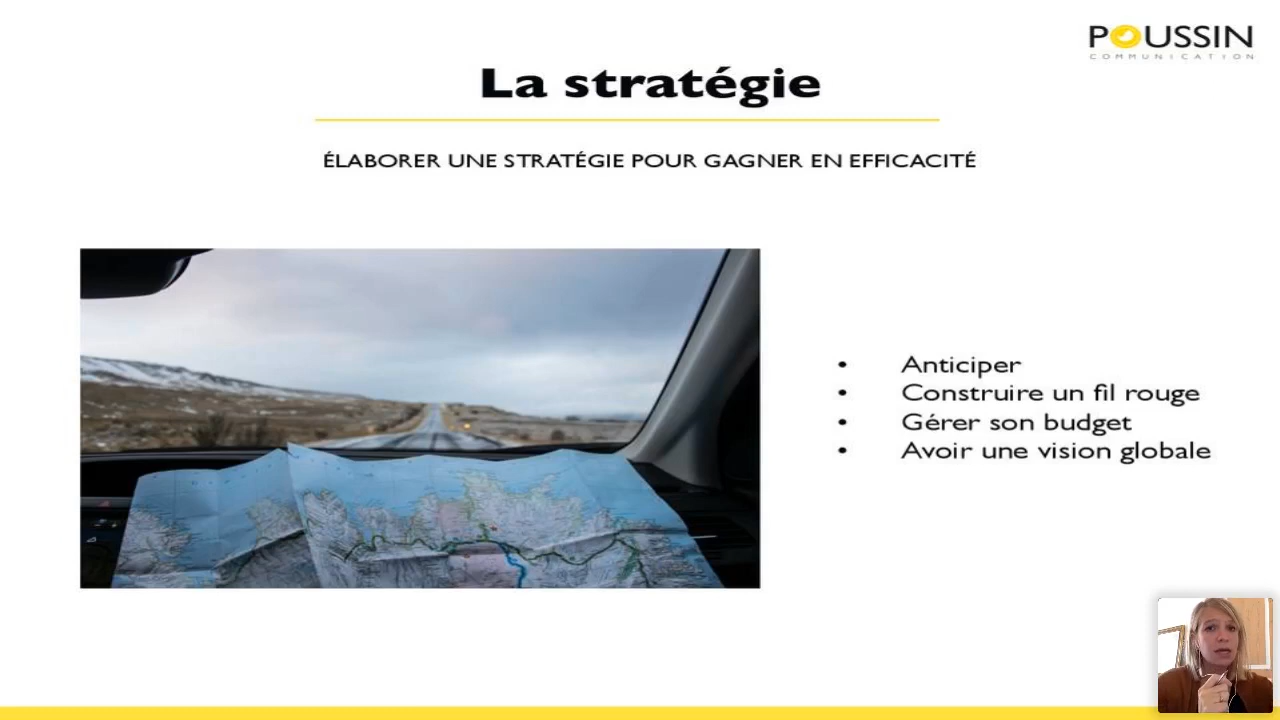 POUSSIN
COMMUNICATION
La stratégie
ÉLABORER UNE STRATÉGIE POUR GAGNER EN EFFICACITÉ
• Anticiper
• Construire un fil rouge
• Gérer son budget
• Avoir une vision globale